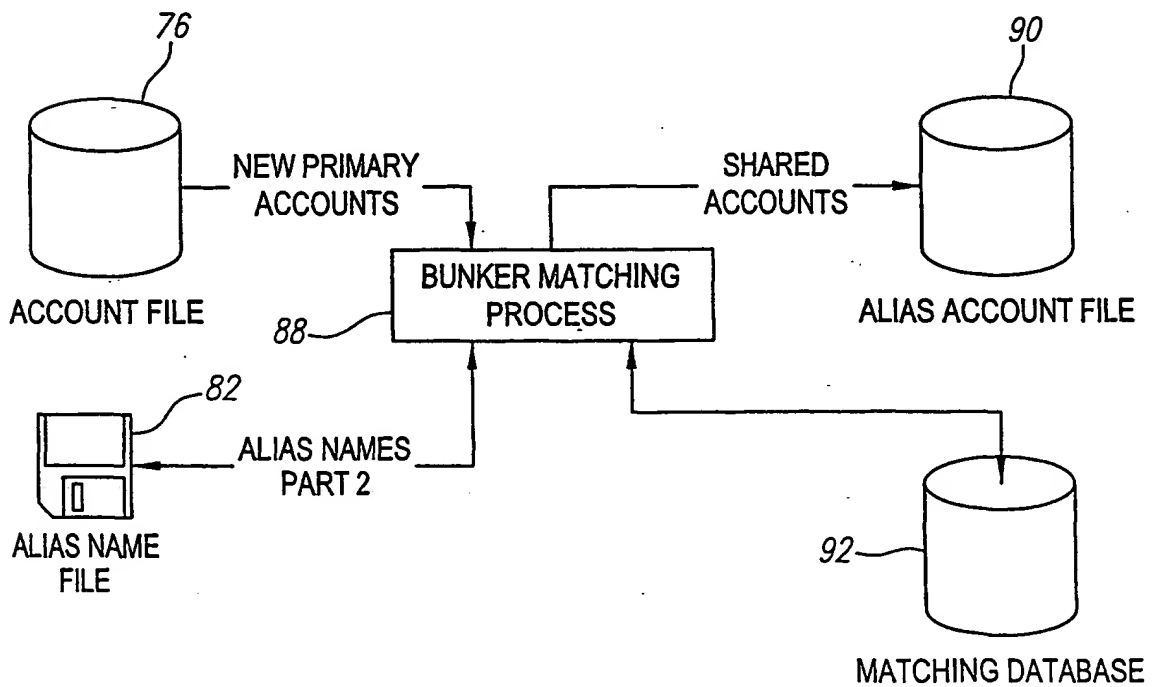 76
90
NEW PRIMARY
ACCOUNTS
SHARED
ACCOUNTS
ACCOUNT FILE
BUNKER MATCHING
PROCESS
88
ALIAS ACCOUNT FILE
82
ALIAS NAMES
PART 2
ALIAS NAME
FILE
92
MATCHING DATABASE